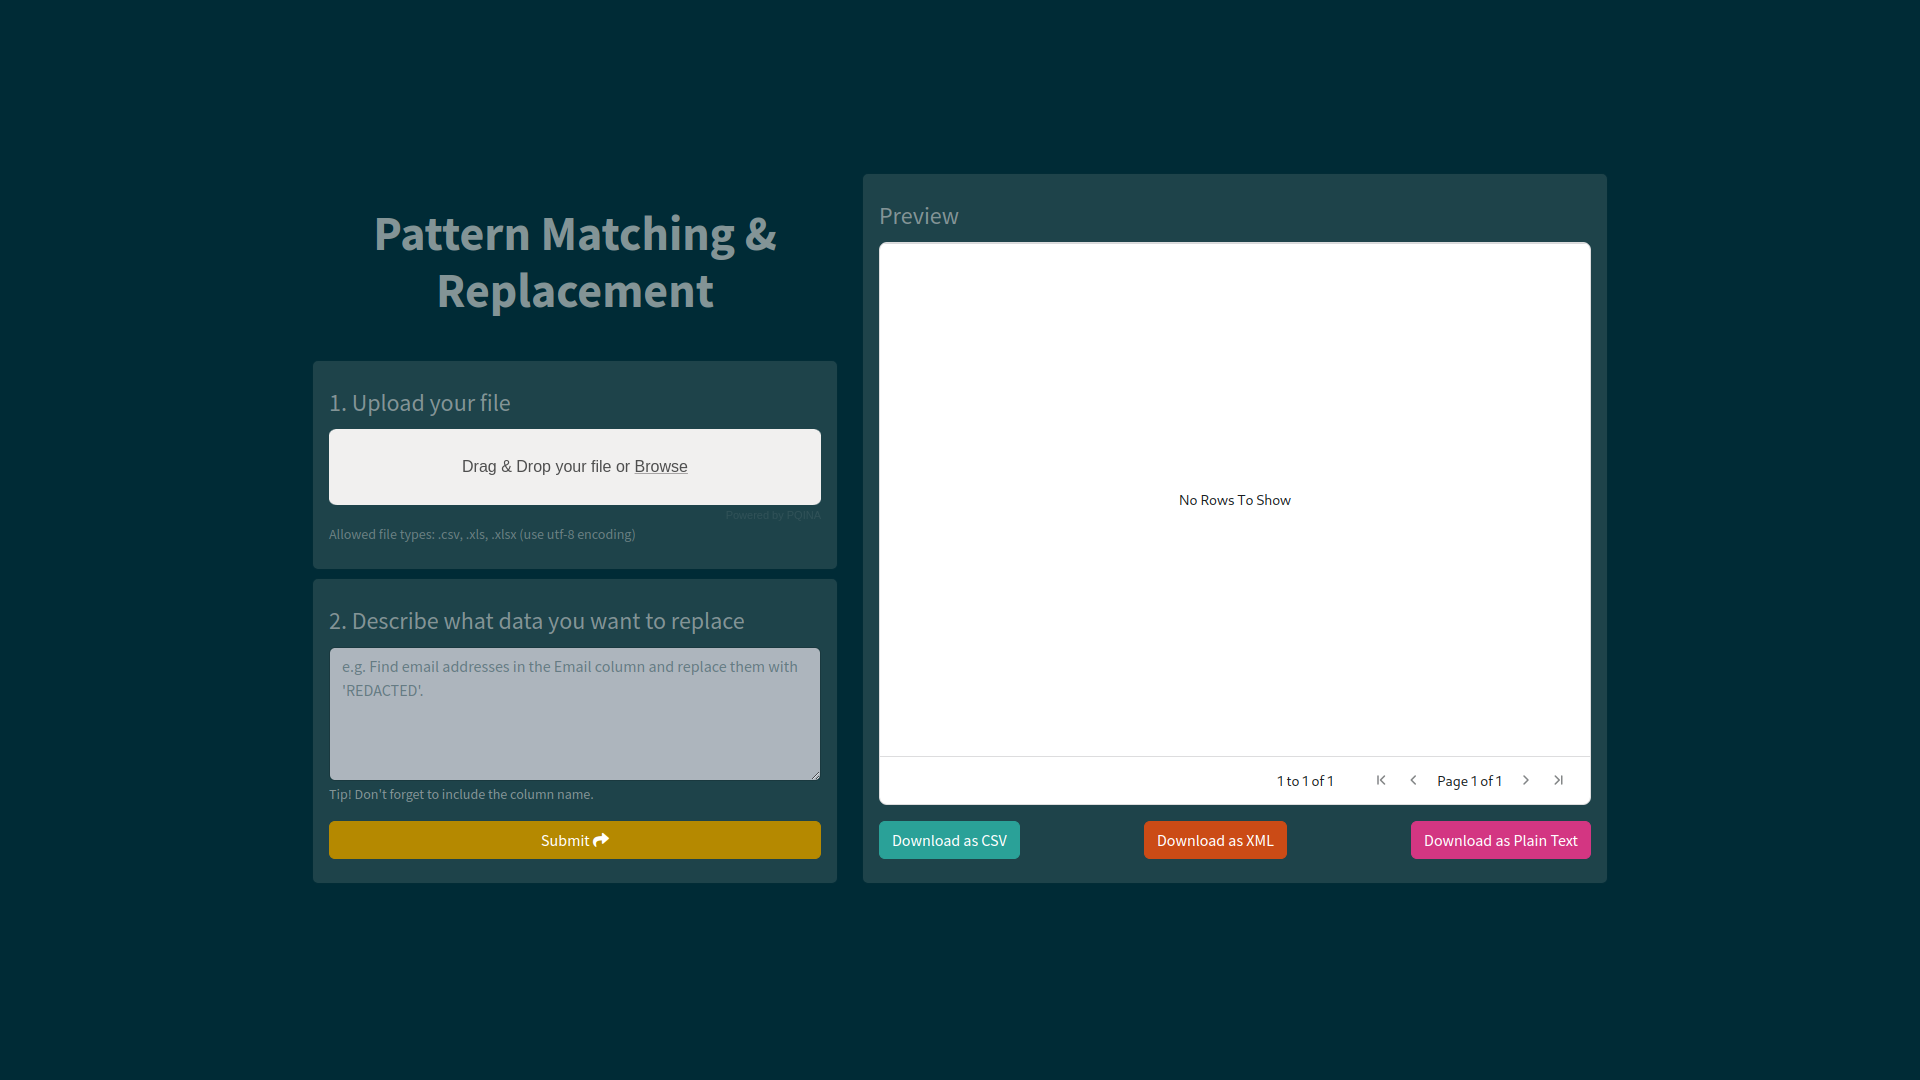 Pattern Matching &
Replacement
1. Upload your file
Drag & Drop your file or Browse
Powered by PQINA
Allowed file types: .csv, .xls, .xlsx (use utf-8 encoding)
2. Describe what data you want to replace
e.g. Find email addresses in the Email column and replace them with
'REDACTED'.
Tip! Don't forget to include the column name.
Submit
Preview
No Rows To Show
1 to 1 of 1
Page 1 of 1
Download as CSV
Download as XML
Download as Plain Text